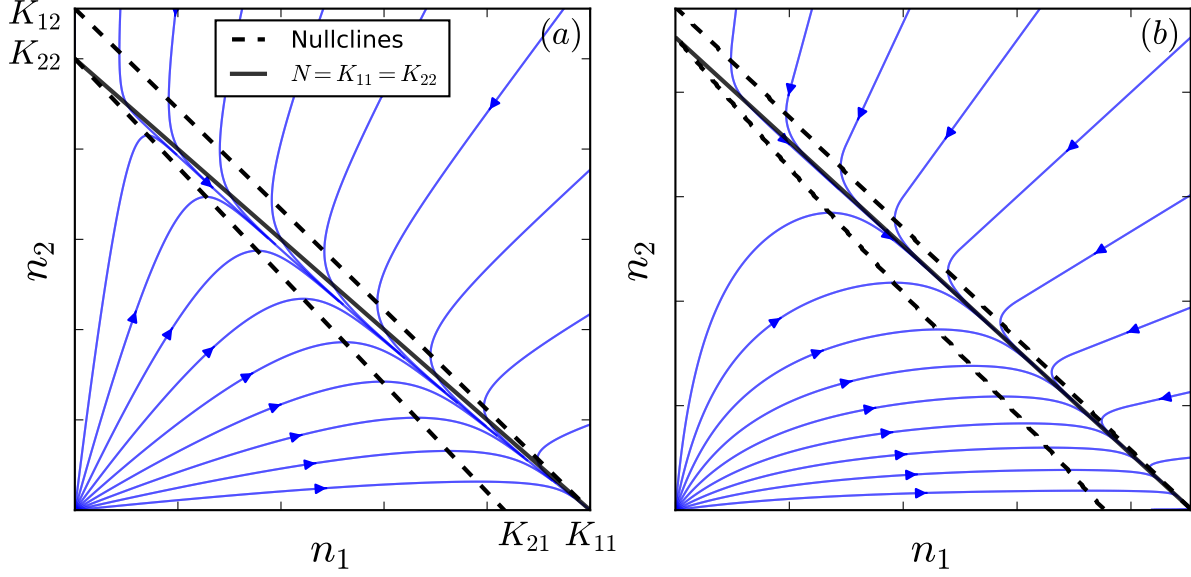 K₁₂
K₂₂
Nullclines
N = K₁₁ = K₂₂
(a)
(b)
n₂
n₂
K₂₁ K₁₁
n₁
n₁